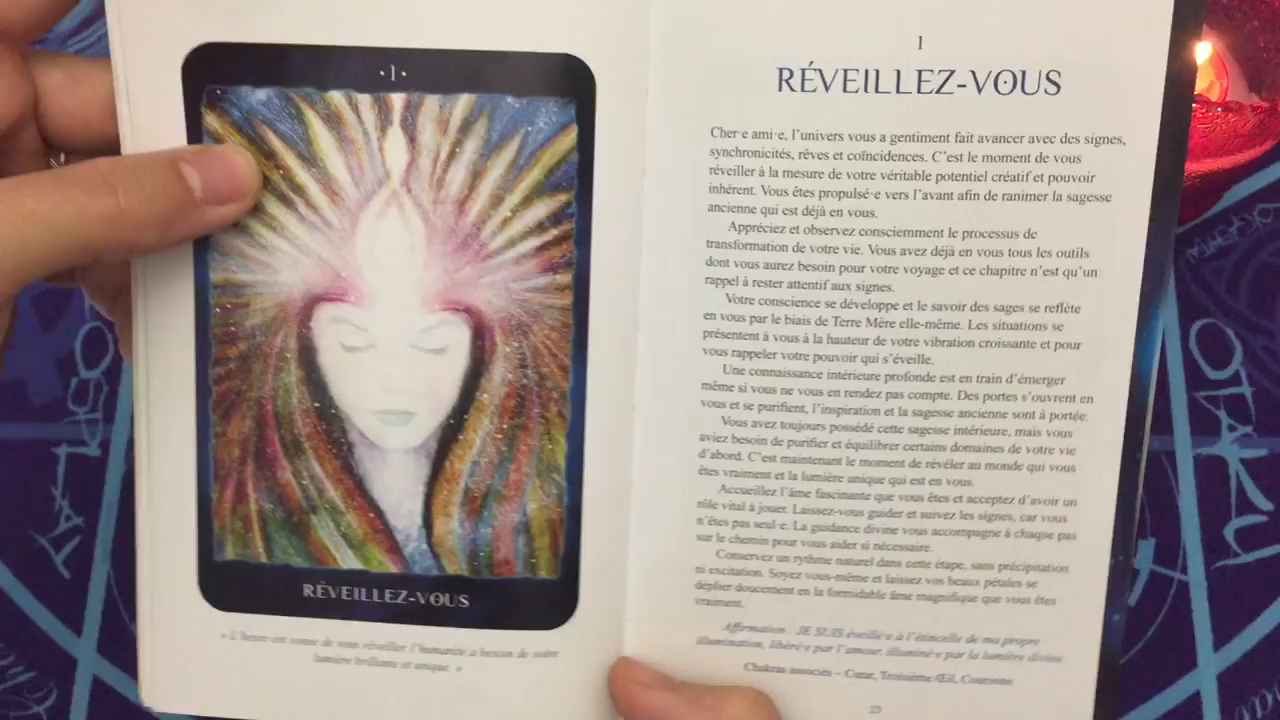 ·1·
RÉVEILLEZ-VOUS
« L'heure est venue de vous réveiller, l'humanité a besoin de votre
lumière brillante et unique. »
1
RÉVEILLEZ-VOUS
Cher·e ami·e, l'univers vous a gentiment fait avancer avec des signes,
synchronicités, rêves et coïncidences. C'est le moment de vous
réveiller à la mesure de votre véritable potentiel créatif et pouvoir
inhérent. Vous êtes propulsé·e vers l'avant afin de ranimer la sagesse
ancienne qui est déjà en vous.
Appréciez et observez consciemment le processus de
transformation de votre vie. Vous avez déjà en vous tous les outils
dont vous aurez besoin pour votre voyage et ce chapitre n'est qu'un
rappel à rester attentif aux signes.
Votre conscience se développe et le savoir des sages se reflète
en vous par le biais de Terre Mère elle-même. Les situations se
présentent à vous à la hauteur de votre vibration croissante et pour
vous rappeler votre pouvoir qui s'éveille.
Une connaissance intérieure profonde est en train d'émerger
même si vous ne vous en rendez pas compte. Des portes s'ouvrent en
vous et se purifient, l'inspiration et la sagesse ancienne sont à portée.
Vous avez toujours possédé cette sagesse intérieure, mais vous
aviez besoin de purifier et équilibrer certains domaines de votre vie
d'abord. C'est maintenant le moment de révéler au monde qui vous
êtes vraiment et la lumière unique qui est en vous.
Accueillez l'âme fascinante que vous êtes et acceptez d'avoir un
rôle vital à jouer. Laissez-vous guider et suivez les signes, car vous
n'êtes pas seul·e. La guidance divine vous accompagne à chaque pas
sur le chemin pour vous aider si nécessaire.
Conservez un rythme naturel dans cette étape, sans précipitation
ni excitation. Soyez vous-même et laissez vos beaux pétales se
déplier doucement en la formidable âme magnifique que vous êtes
vraiment.
Affirmation : JE SUIS éveillé·e à l'étincelle de ma propre
illumination, libéré·e par l'amour, illuminé·e par la lumière divine
Chakras associés – Cœur, Troisième Œil, Couronne
23
COSPLAY
OTAKU